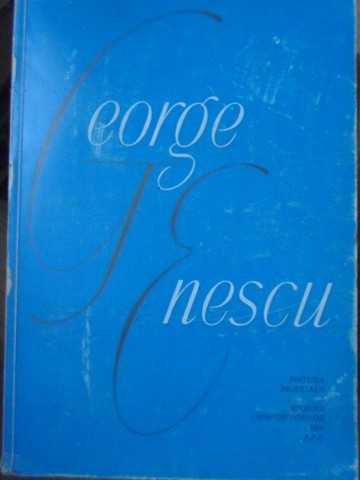 George
Enescu
EDITURA
MUZICALĂ
A
UNIUNII
COMPOZITORILOR
DIN
R.P.R.